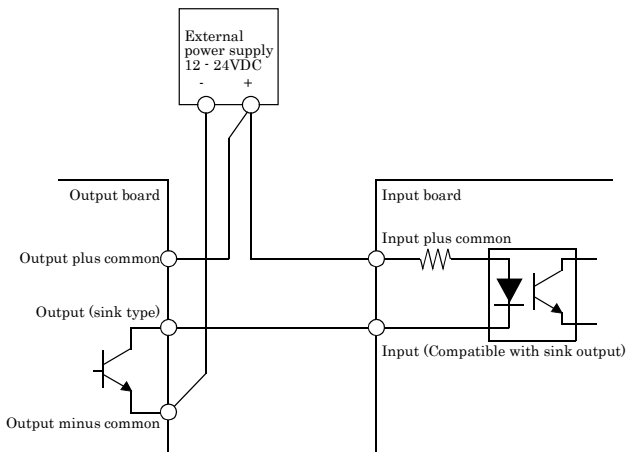 External
power supply
12 - 24VDC
- +
Output board
Input board
Output plus common
Input plus common
Output (sink type)
Input (Compatible with sink output)
Output minus common